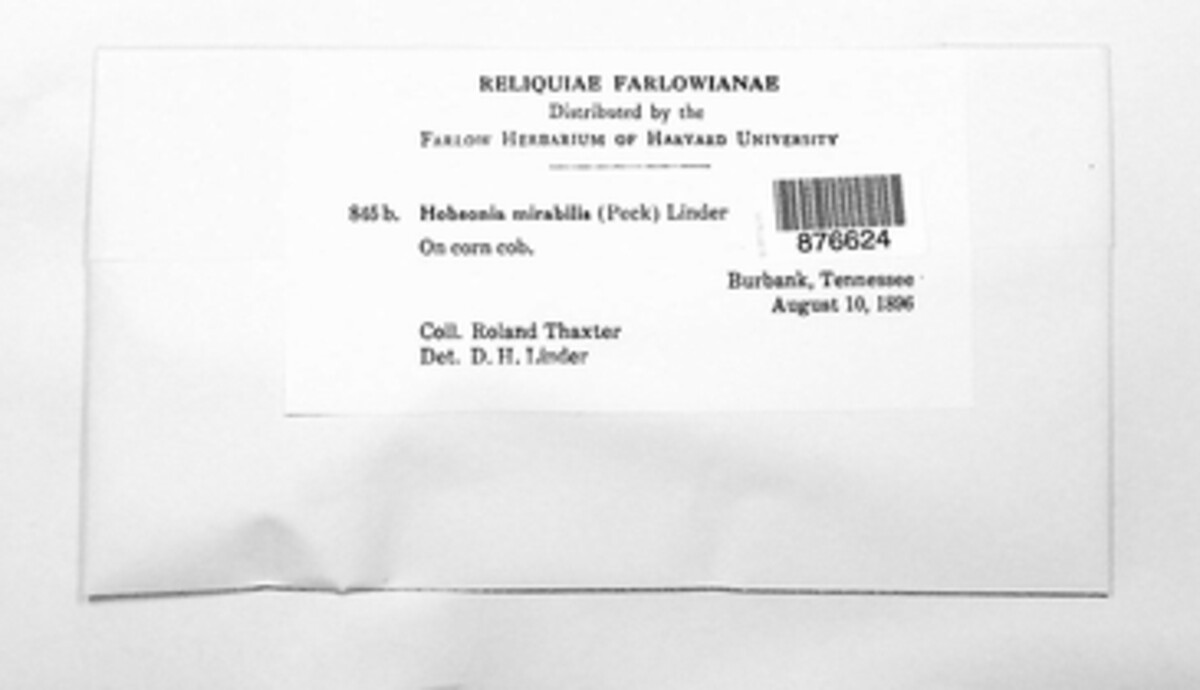 RELIQUIAE FARLOWIANAE
Distributed by the
FARLOW HERBARIUM OF HARVARD UNIVERSITY
845 b. Hobsonia mirabilis (Peck) Linder
On corn cob.
876624
Burbank, Tennessee
August 10, 1896
Coll. Roland Thaxter
Det. D. H. Linder